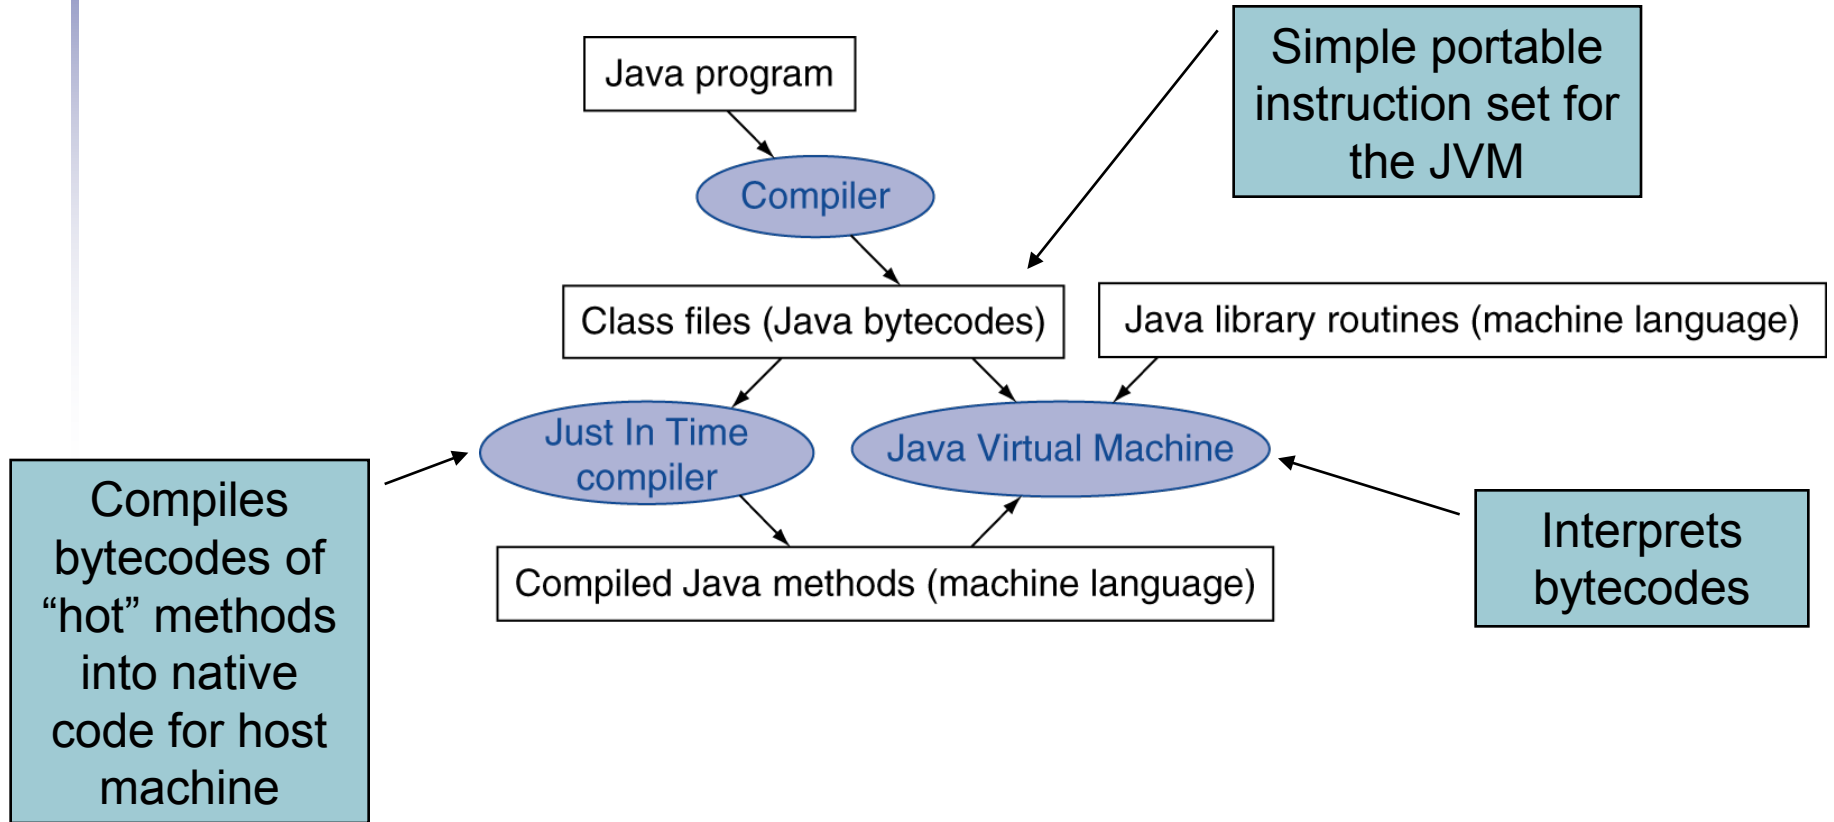 Java program
Simple portable
instruction set for
the JVM
Compiler
Class files (Java bytecodes)
Java library routines (machine language)
Just In Time
compiler
Java Virtual Machine
Compiles
bytecodes of
“hot” methods
into native
code for host
machine
Interprets
bytecodes
Compiled Java methods (machine language)